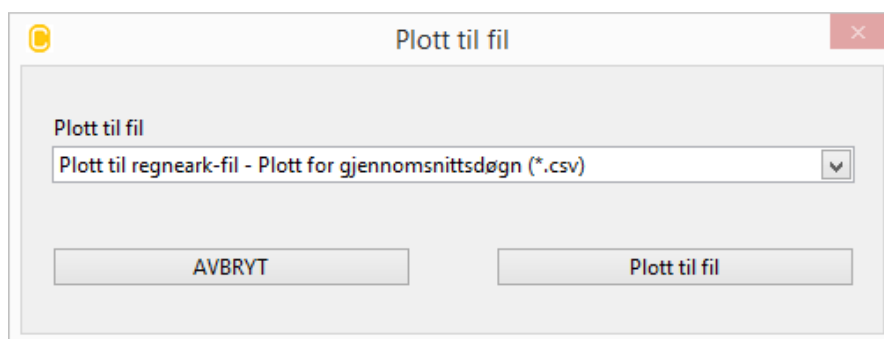 Plott til fil
Plott til fil
Plott til regneark-fil - Plott for gjennomsnittsdøgn (*.csv)
AVBRYT
Plott til fil